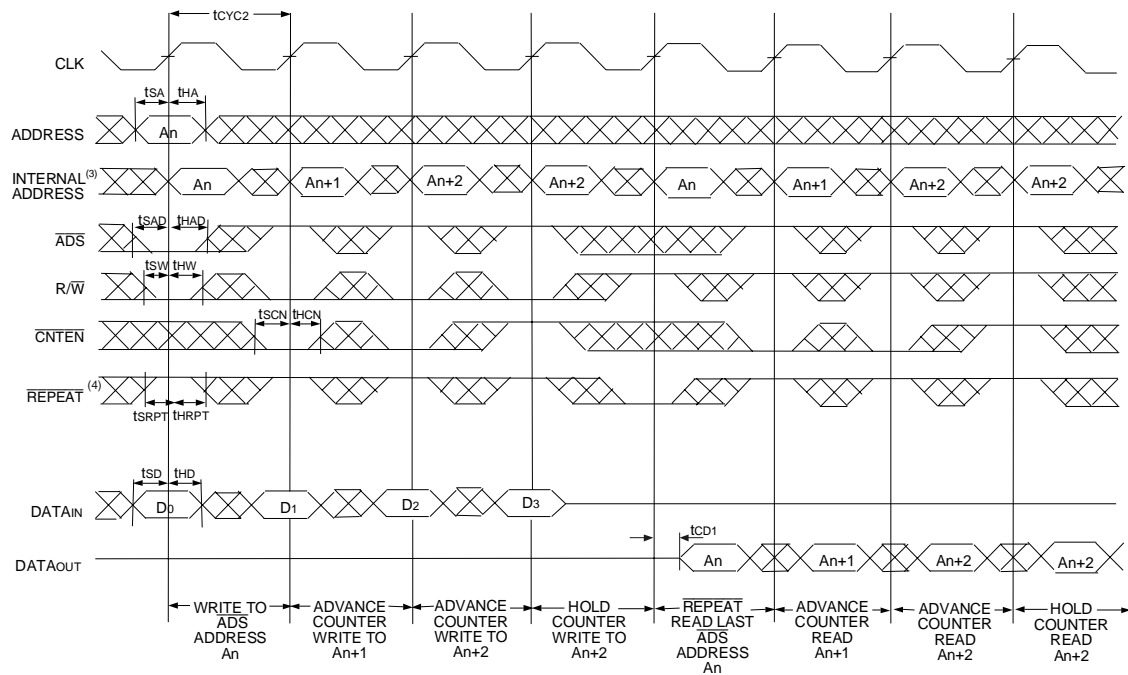 tCYC2
CLK
tSA tHA
ADDRESS
An
INTERNAL(3)
ADDRESS
An An+1 An+2 An+2 An An+1 An+2 An+2
tSAD tHAD
ADS
tSW tHW
R/W
tSCN tHCN
CNTEN
REPEAT (4)
tSRPT tHRPT
tSD tHD
DATAIN
D0 D1 D2 D3
tCD1
DATAOUT
An An+1 An+2 An+2
WRITE TO
ADS
ADDRESS
An
ADVANCE
COUNTER
WRITE TO
An+1
ADVANCE
COUNTER
WRITE TO
An+2
HOLD
COUNTER
WRITE TO
An+2
REPEAT
READ LAST
ADS
ADDRESS
An
ADVANCE
COUNTER
READ
An+1
ADVANCE
COUNTER
READ
An+2
HOLD
COUNTER
READ
An+2